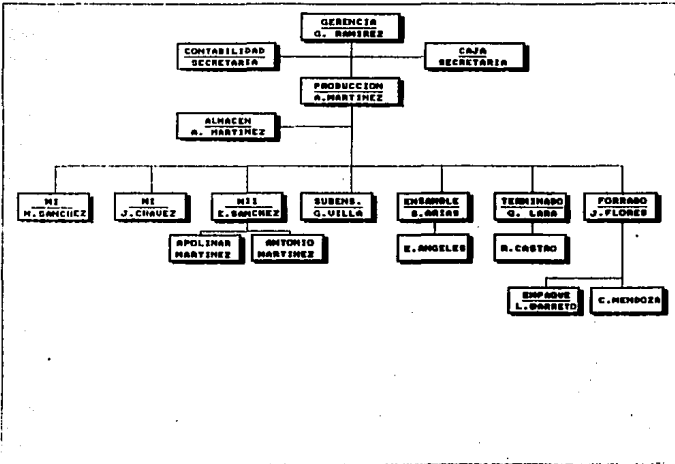 GERENCIA
G. RAMIREZ
CONTABILIDAD
SECRETARIA
CAJA
SECRETARIA
PRODUCCION
A.MARTINEZ
ALMACEN
A. MARTINEZ
MI
M.SANCHEZ
MI
J.CHAVEZ
MII
E.SANCHEZ
SUBENS.
G.VILLA
ENSAMBLE
S.ARIAS
TERMINADO
G. LARA
FORRADO
J.FLORES
APOLINAR
MARTINEZ
ANTONIO
MARTINEZ
E.ANGELES
R.CASTRO
EMPAQUE
L.BARRETO
C.MENDOZA